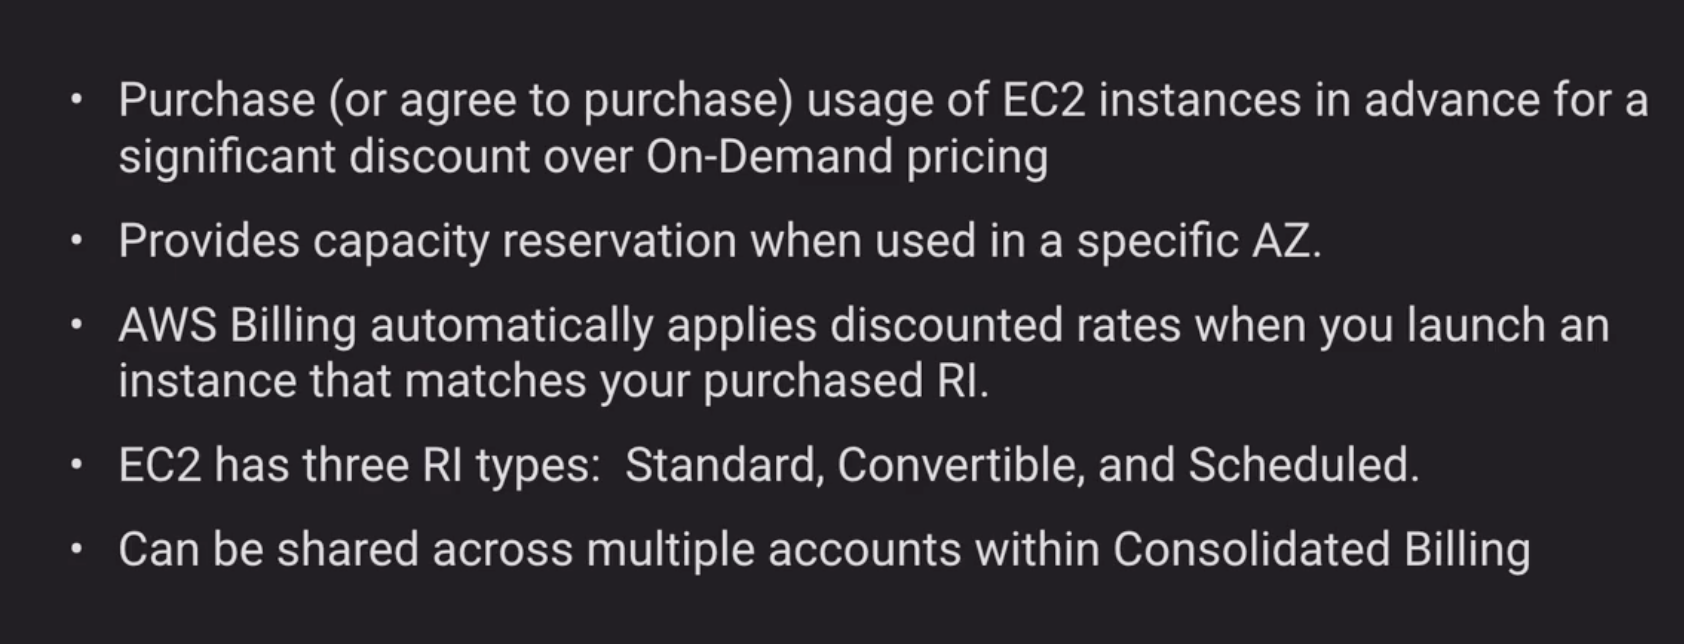 • Purchase (or agree to purchase) usage of EC2 instances in advance for a
significant discount over On-Demand pricing
• Provides capacity reservation when used in a specific AZ.
• AWS Billing automatically applies discounted rates when you launch an
instance that matches your purchased RI.
• EC2 has three RI types:  Standard, Convertible, and Scheduled.
• Can be shared across multiple accounts within Consolidated Billing